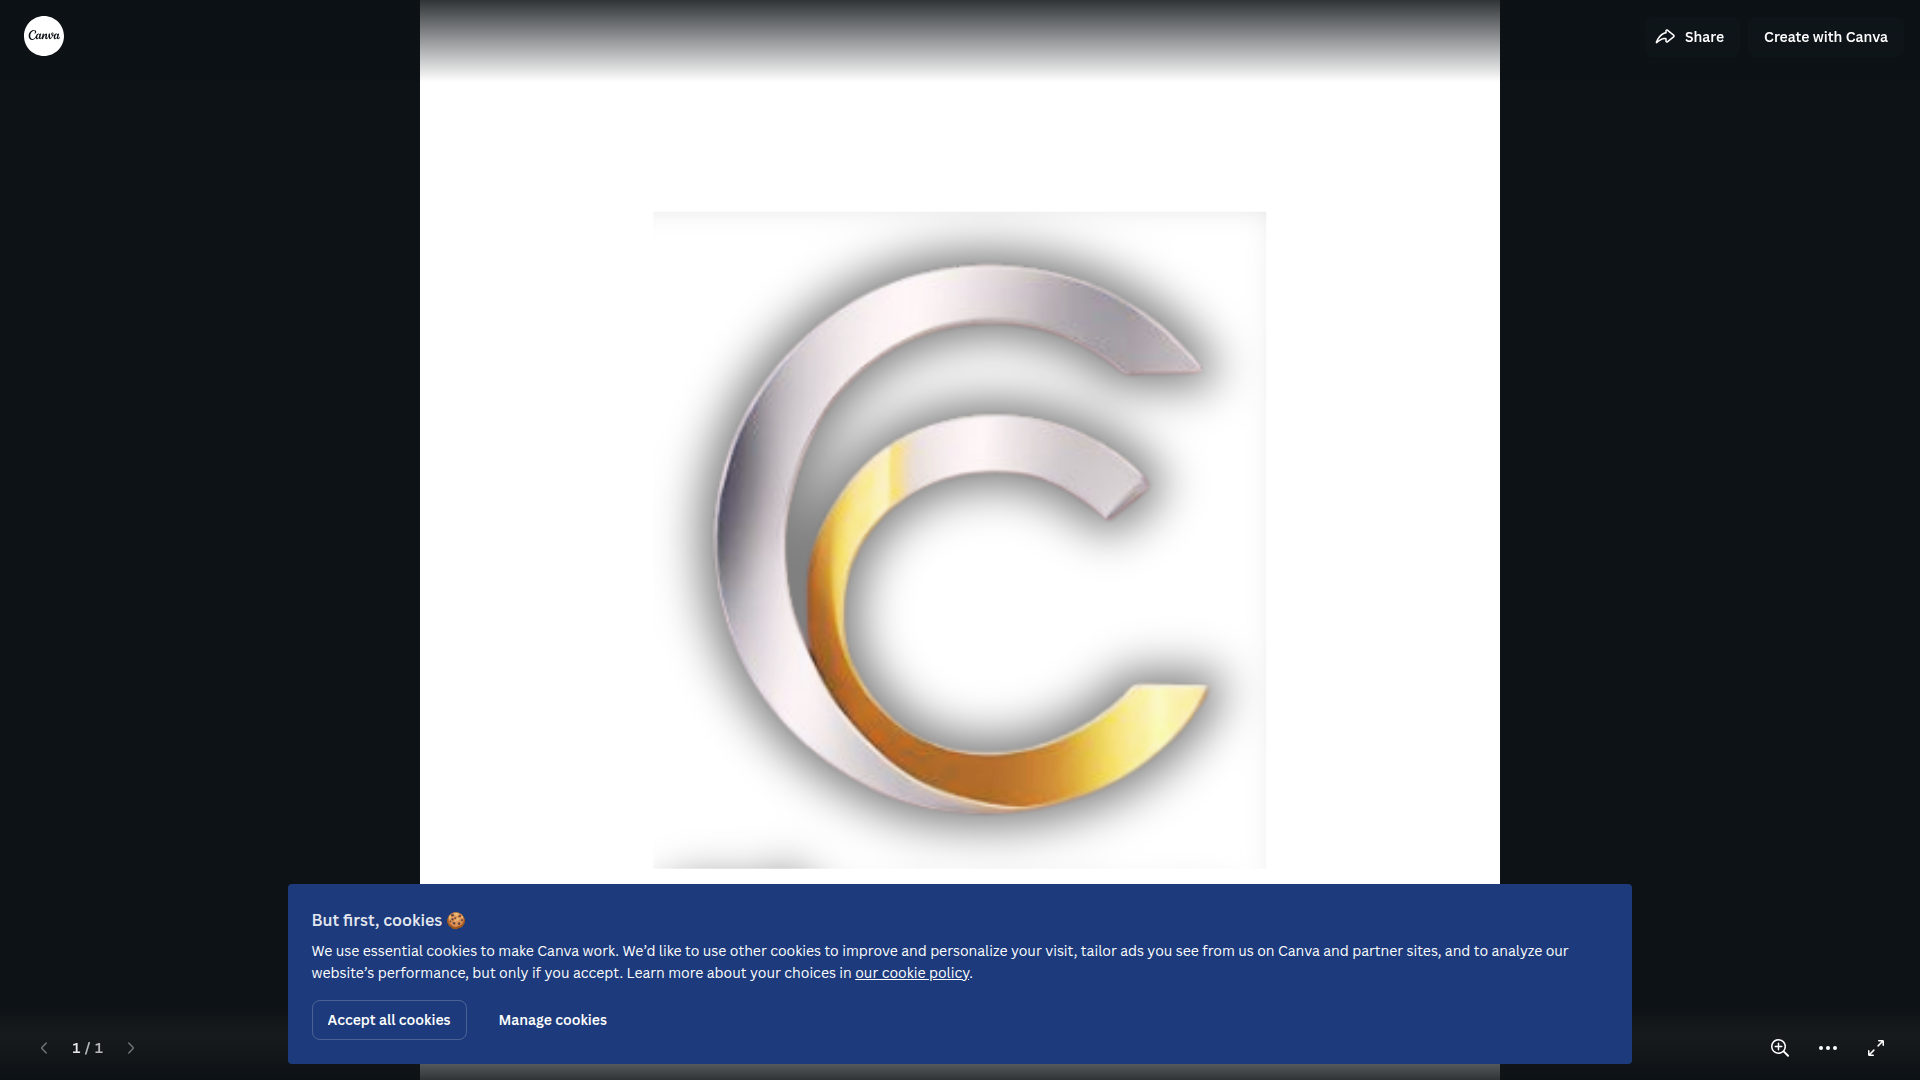 Canva
Share
Create with Canva
But first, cookies 🍪
We use essential cookies to make Canva work. We’d like to use other cookies to improve and personalize your visit, tailor ads you see from us on Canva and partner sites, and to analyze our
website’s performance, but only if you accept. Learn more about your choices in our cookie policy.
Accept all cookies
Manage cookies
1 / 1